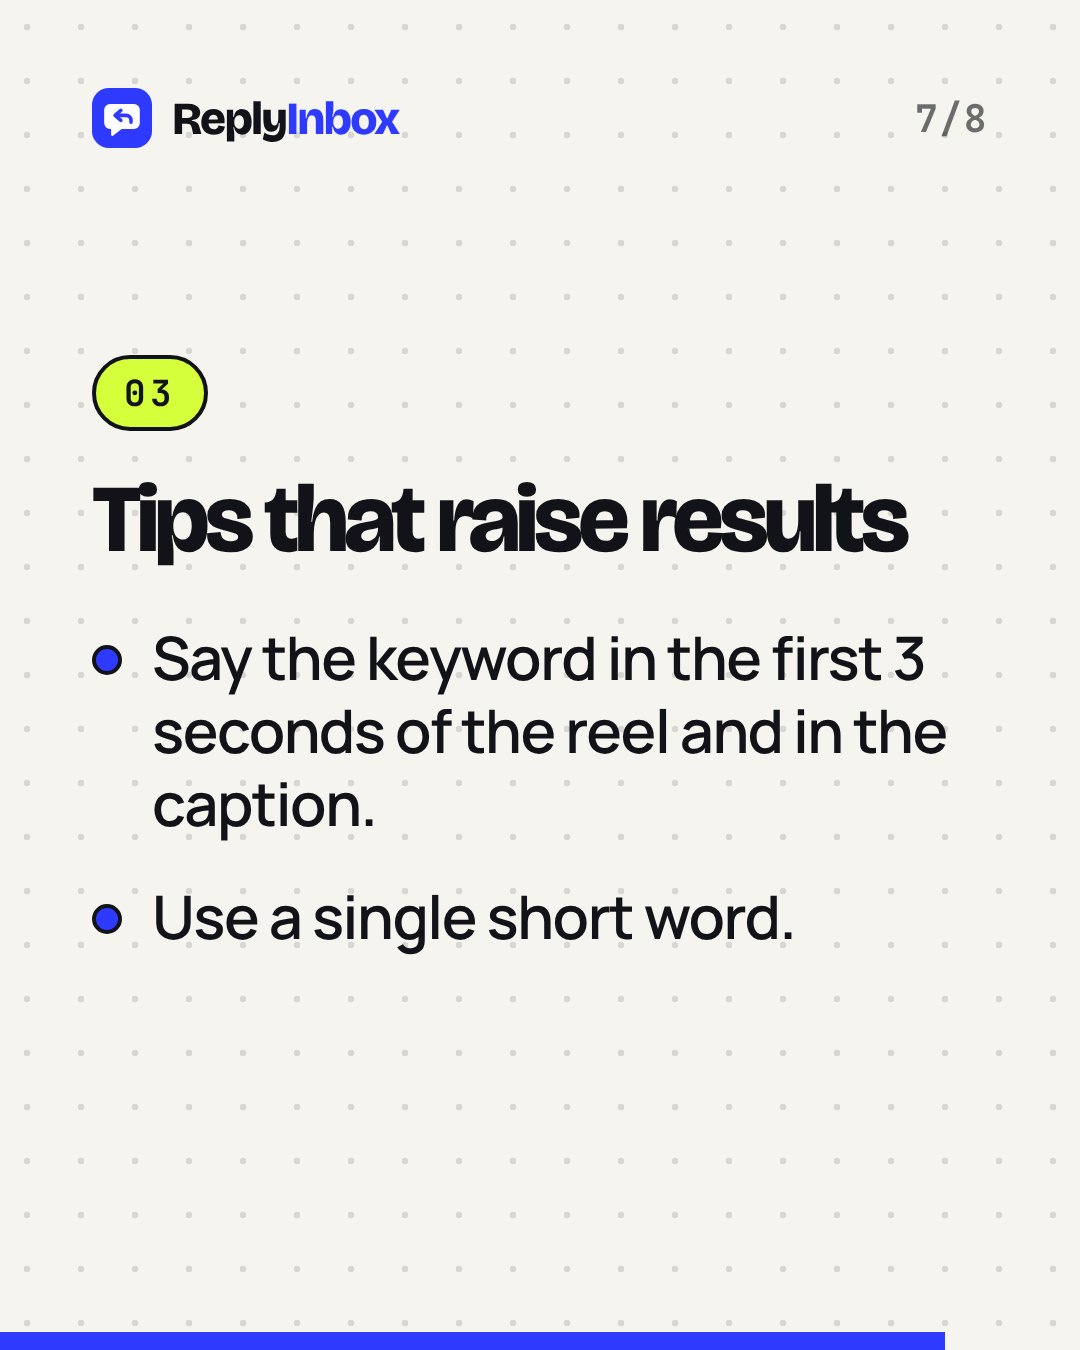 ReplyInbox
7/8
03
Tips that raise results
Say the keyword in the first 3
seconds of the reel and in the
caption.
Use a single short word.